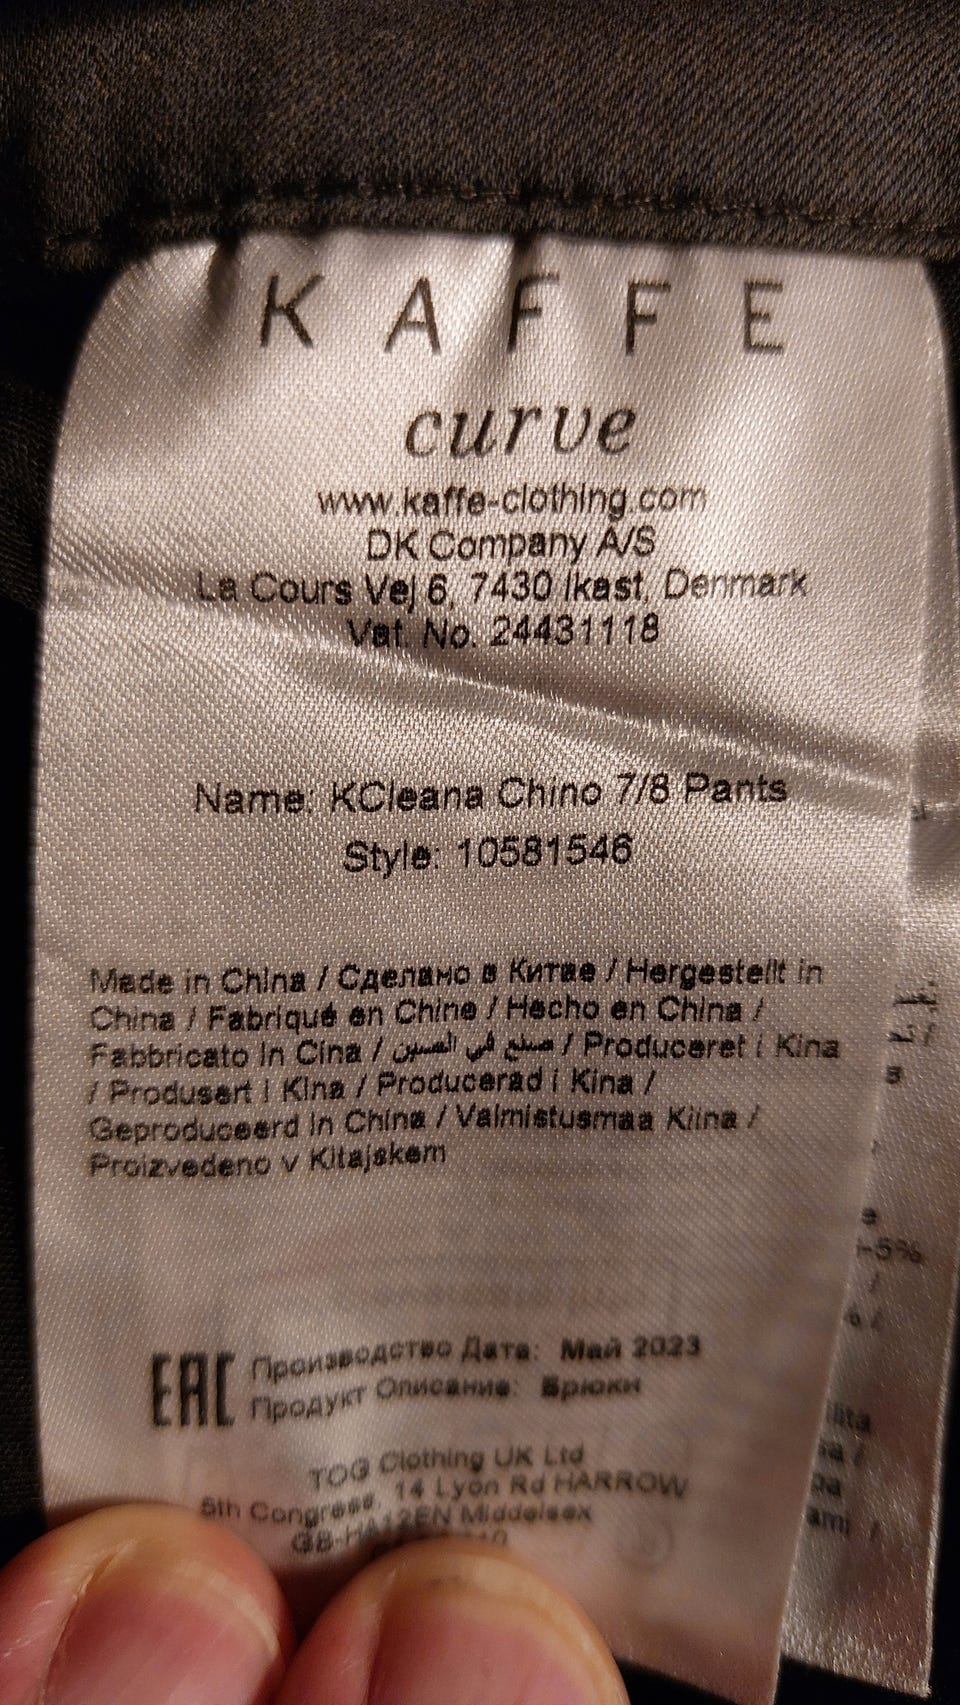 KAFFE
curve
www.kaffe-clothing.com
DK Company A/S
La Cours Vej 6, 7430 Ikast, Denmark
Vat. No. 24431118
Name: KCleana Chino 7/8 Pants
Style: 10581546
Made in China / Сделано в Китае / Hergestellt in
China / Fabriqué en Chine / Hecho en China /
Fabbricato in Cina / صنع في الصين / Produceret i Kina
/ Produsert i Kina / Producerad i Kina /
Geproduceerd in China / Valmistusmaa Kiina /
Proizvedeno v Kitajskem
EAC
Производство Дата: Май 2023
Продукт Описание: Брюки
TOG Clothing UK Ltd
5th Congress, 14 Lyon Rd HARROW
Middelsex
-5%